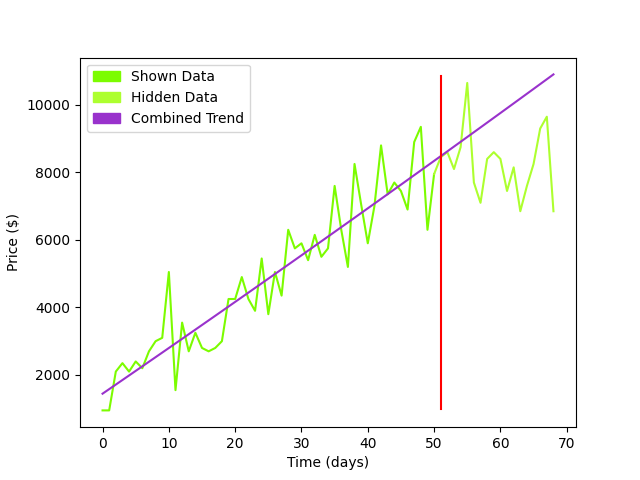 Shown Data
Hidden Data
Combined Trend
10000
8000
6000
4000
2000
Price ($)
0 10 20 30 40 50 60 70
Time (days)